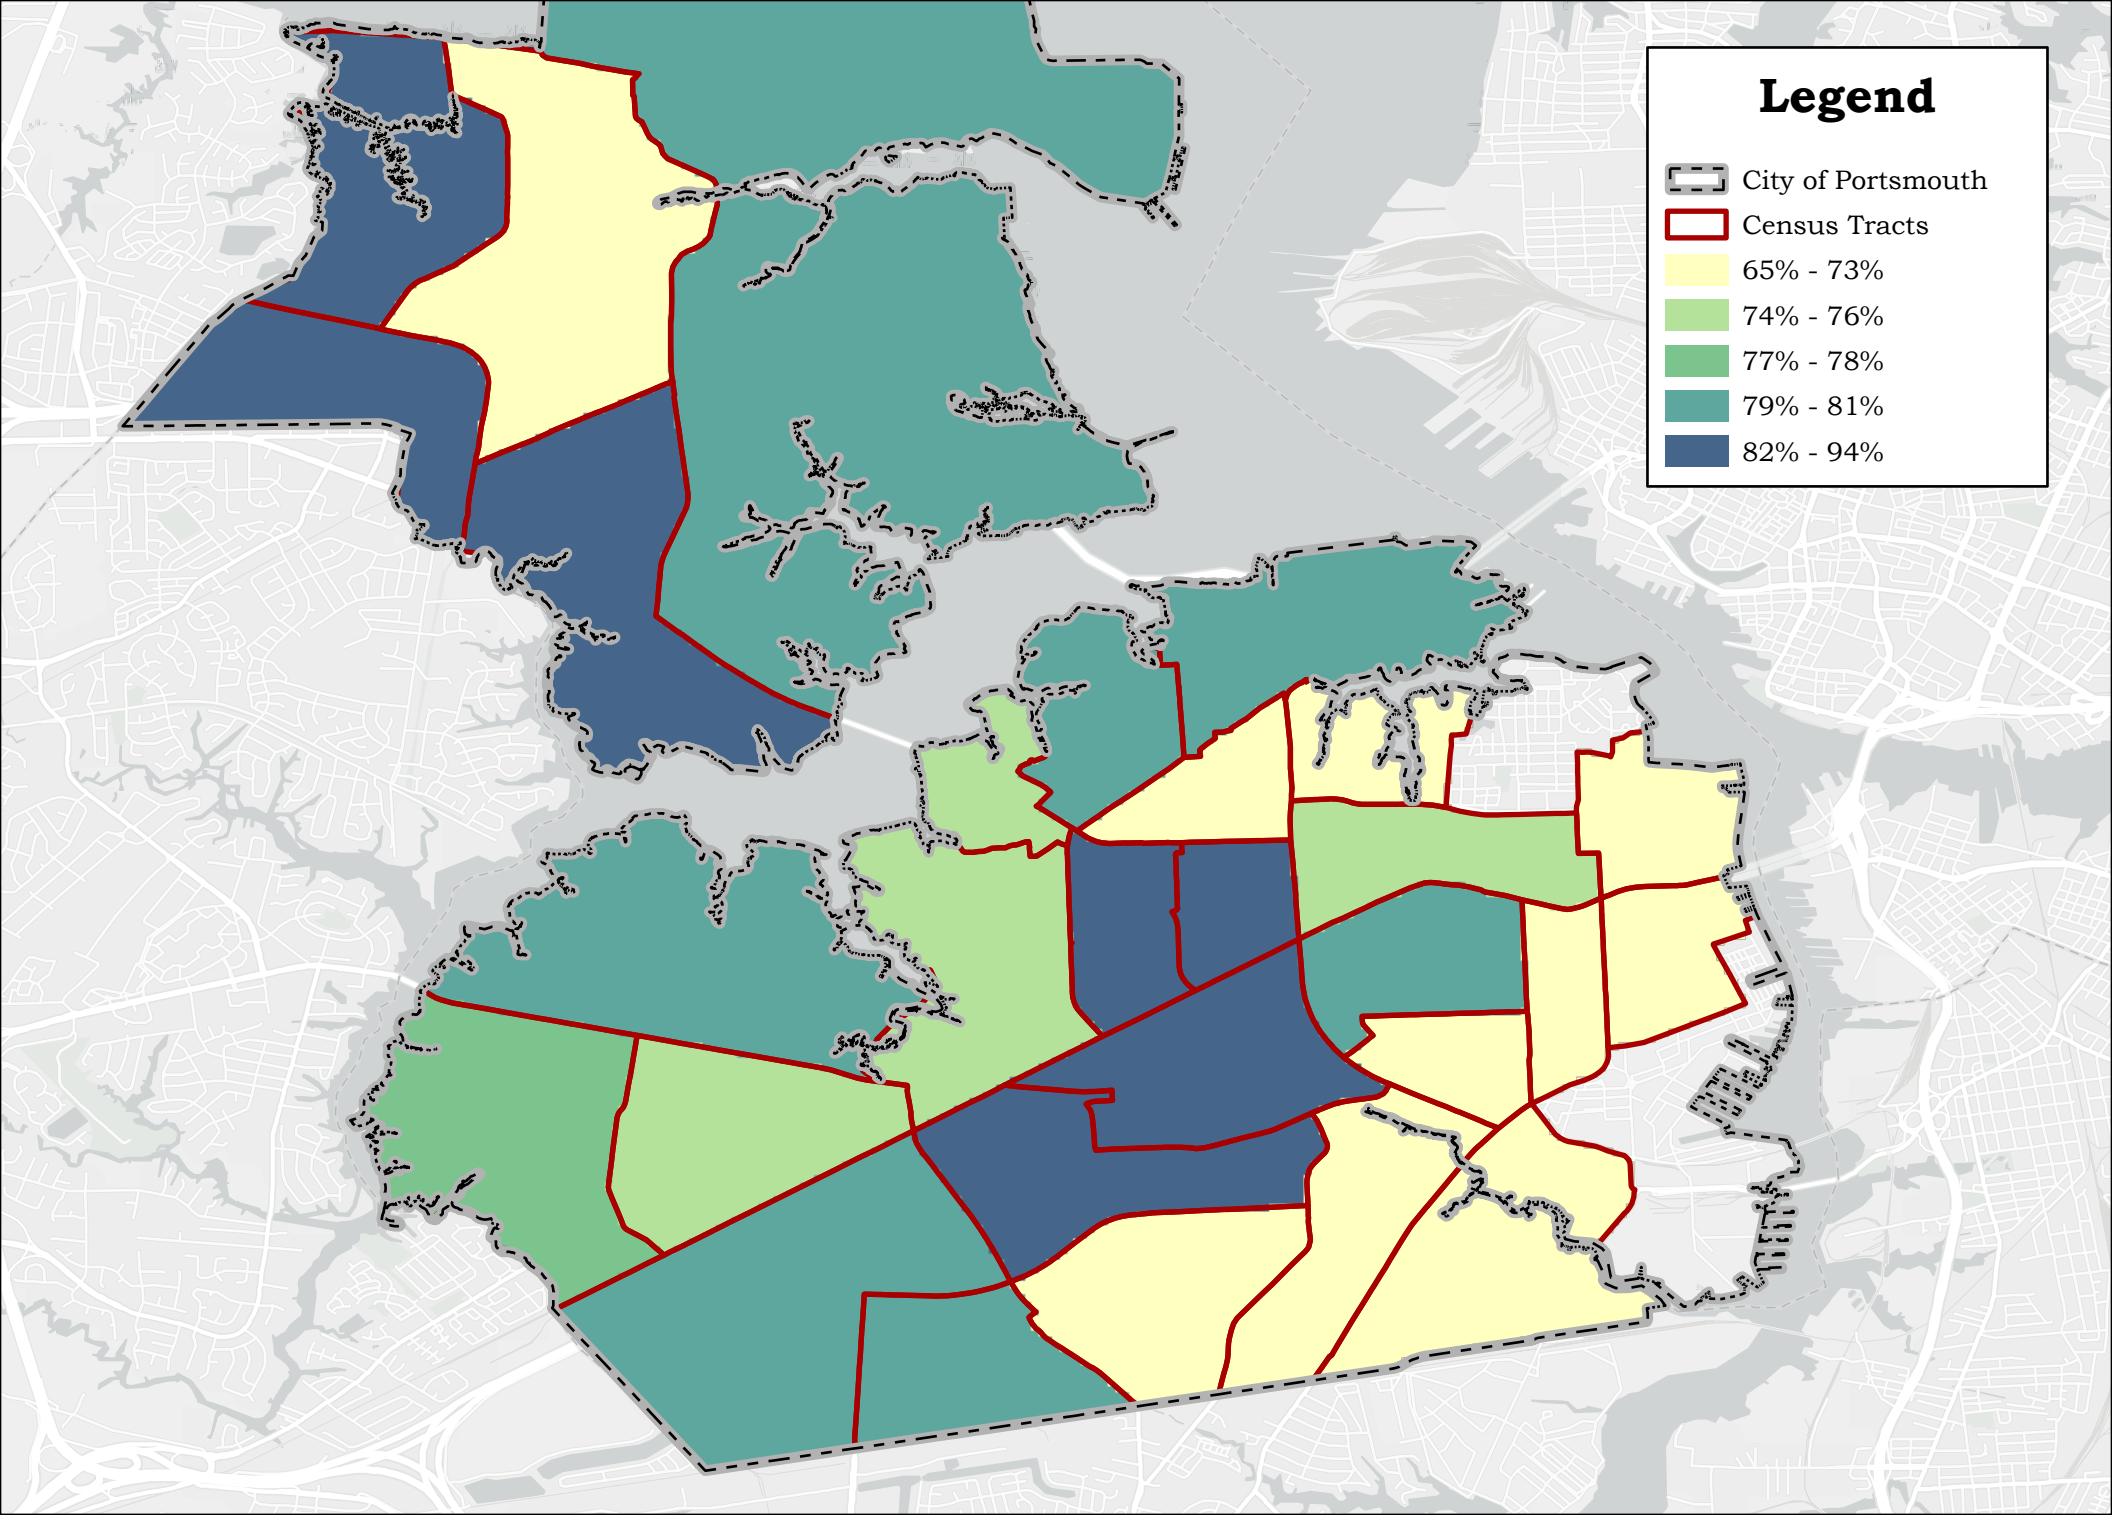 Legend
City of Portsmouth
Census Tracts
65% - 73%
74% - 76%
77% - 78%
79% - 81%
82% - 94%